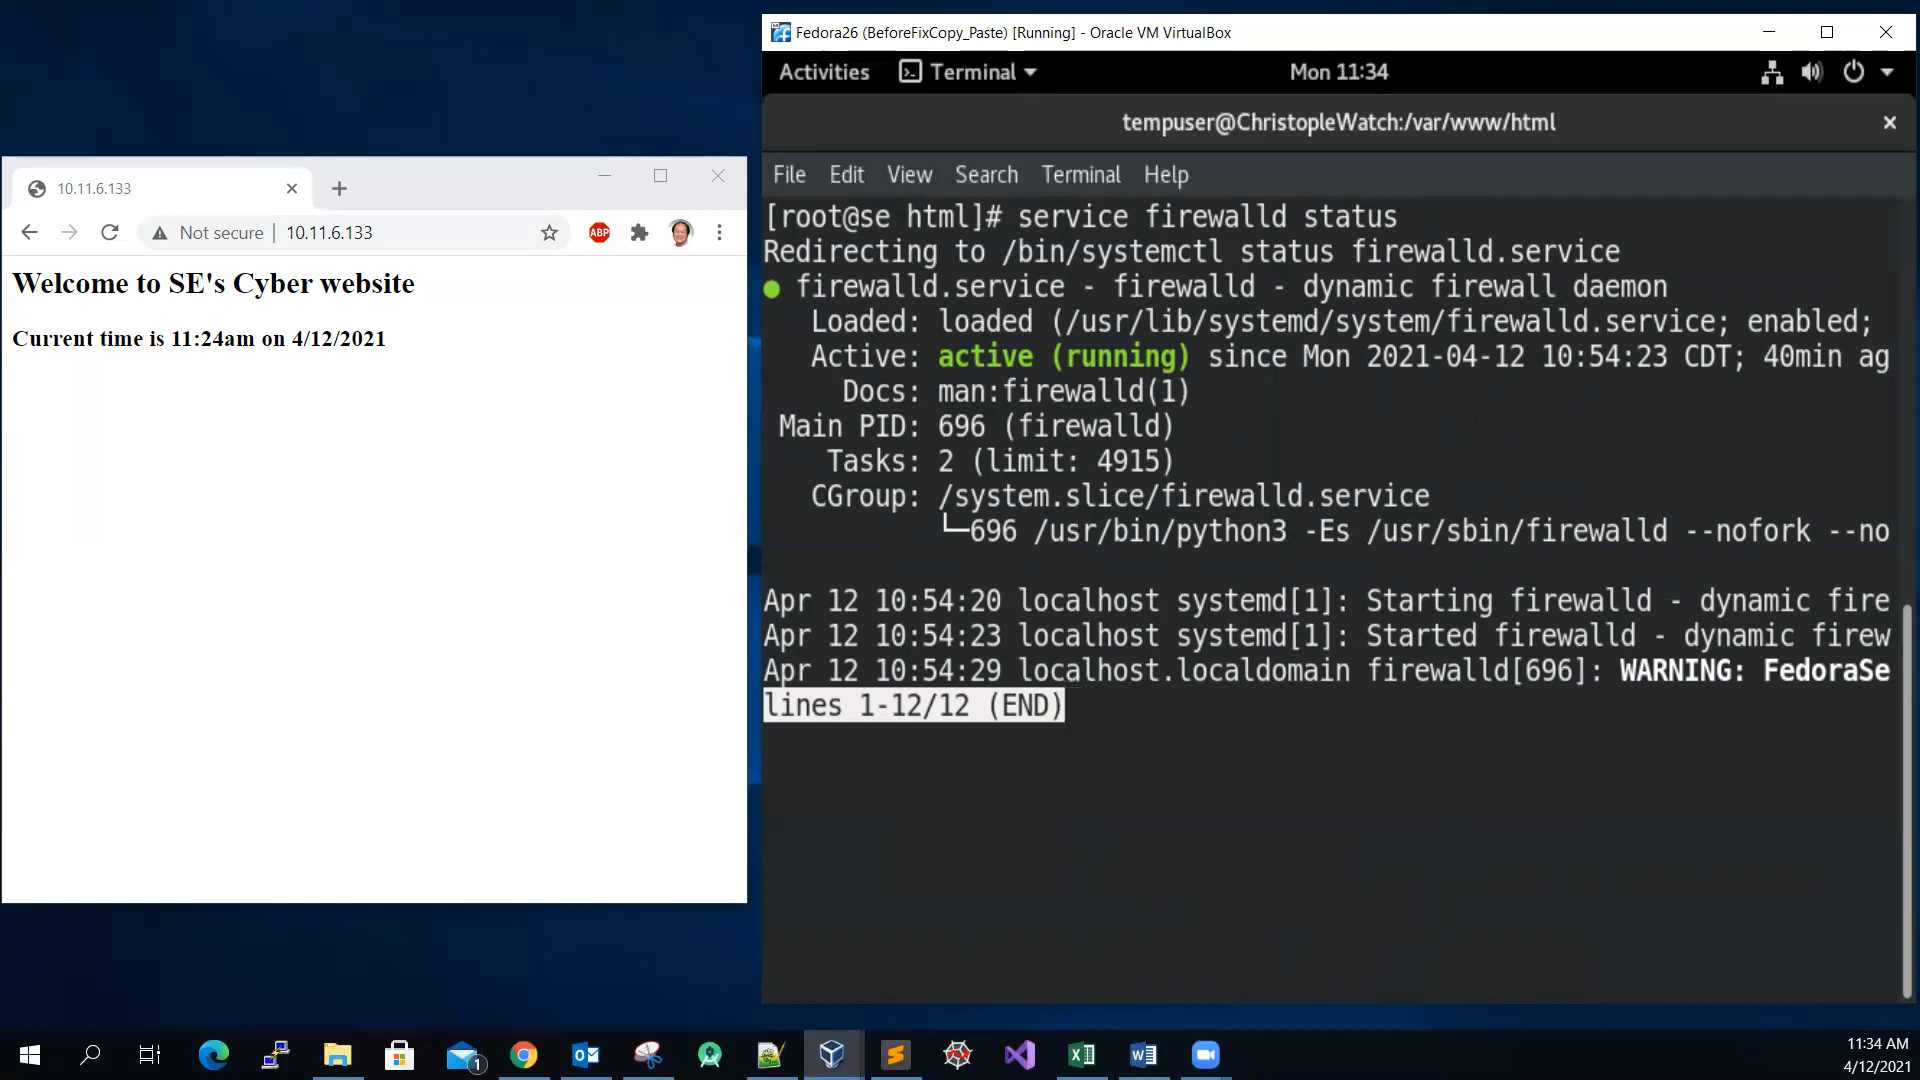 Fedora26 (BeforeFixCopy_Paste) [Running] - Oracle VM VirtualBox
Activities
Terminal
Mon 11:34
tempuser@ChristopleWatch:/var/www/html
File Edit View Search Terminal Help
[root@se html]# service firewalld status
Redirecting to /bin/systemctl status firewalld.service
● firewalld.service - firewalld - dynamic firewall daemon
Loaded: loaded (/usr/lib/systemd/system/firewalld.service; enabled;
Active: active (running) since Mon 2021-04-12 10:54:23 CDT; 40min ag
Docs: man:firewalld(1)
Main PID: 696 (firewalld)
Tasks: 2 (limit: 4915)
CGroup: /system.slice/firewalld.service
└─696 /usr/bin/python3 -Es /usr/sbin/firewalld --nofork --no
Apr 12 10:54:20 localhost systemd[1]: Starting firewalld - dynamic fire
Apr 12 10:54:23 localhost systemd[1]: Started firewalld - dynamic firew
Apr 12 10:54:29 localhost.localdomain firewalld[696]: WARNING: FedoraSe
lines 1-12/12 (END)
10.11.6.133
Not secure | 10.11.6.133
ABP
Welcome to SE's Cyber website
Current time is 11:24am on 4/12/2021
1
11:34 AM
4/12/2021